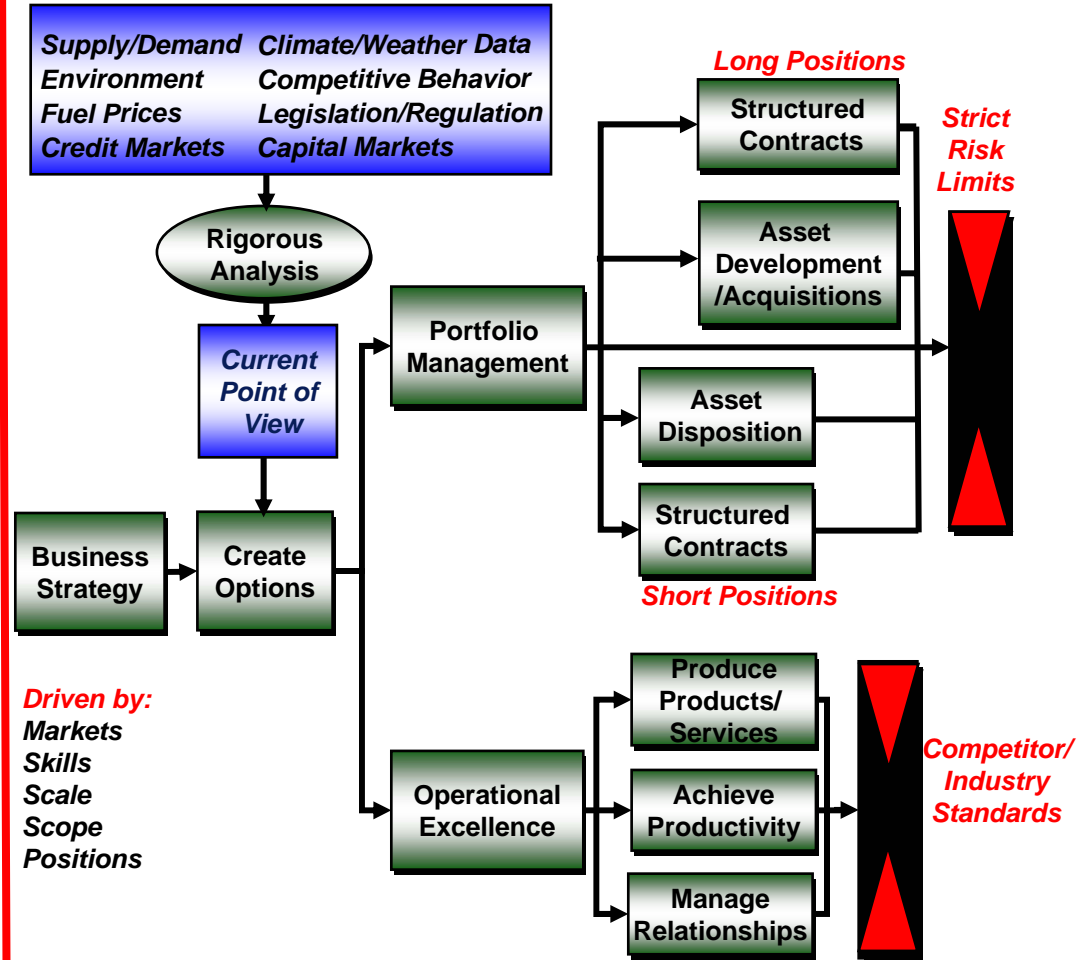 Supply/Demand Climate/Weather Data
Environment Competitive Behavior
Fuel Prices Legislation/Regulation
Credit Markets Capital Markets
Rigorous
Analysis
Current
Point of
View
Business
Strategy
Create
Options
Driven by:
Markets
Skills
Scale
Scope
Positions
Portfolio
Management
Long Positions
Structured
Contracts
Asset
Development
/Acquisitions
Asset
Disposition
Structured
Contracts
Short Positions
Strict
Risk
Limits
Operational
Excellence
Produce
Products/
Services
Achieve
Productivity
Manage
Relationships
Competitor/
Industry
Standards